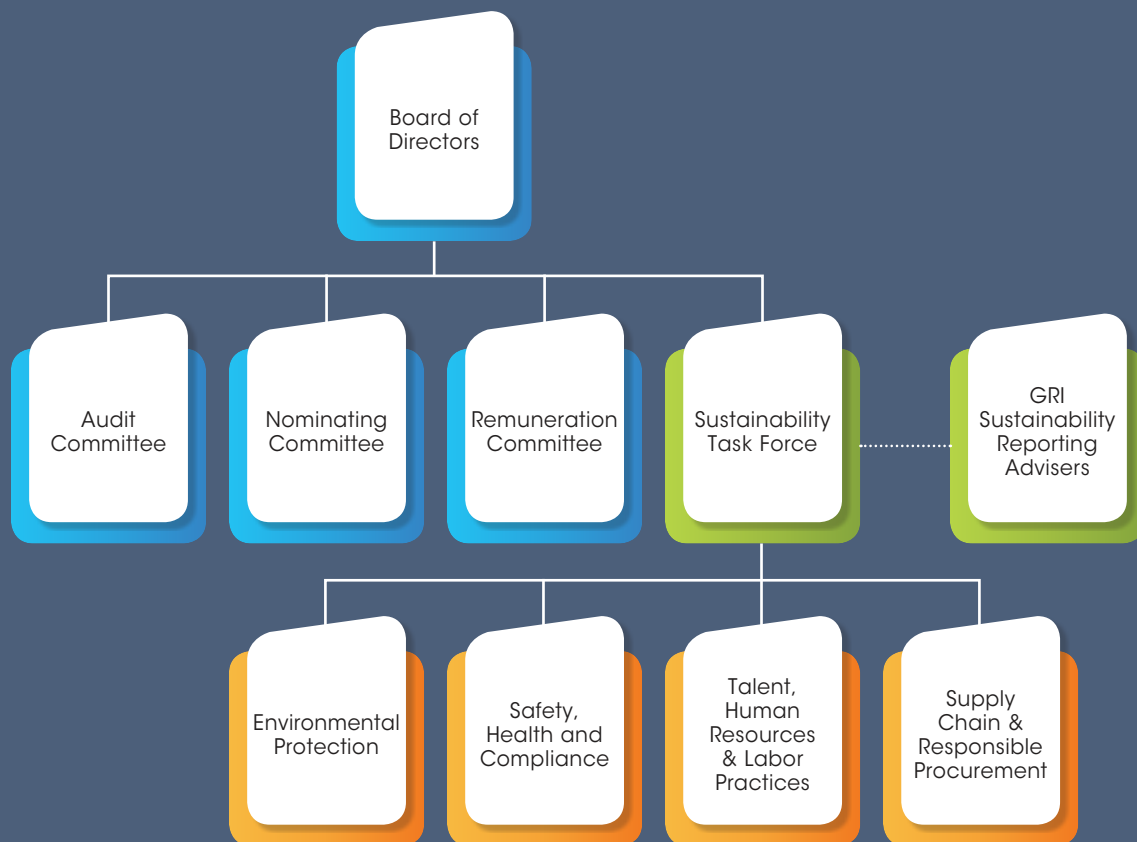 Board of
Directors
Audit
Committee
Nominating
Committee
Remuneration
Committee
Sustainability
Task Force
GRI
Sustainability
Reporting
Advisers
Environmental
Protection
Safety,
Health and
Compliance
Talent,
Human
Resources
& Labor
Practices
Supply
Chain &
Responsible
Procurement